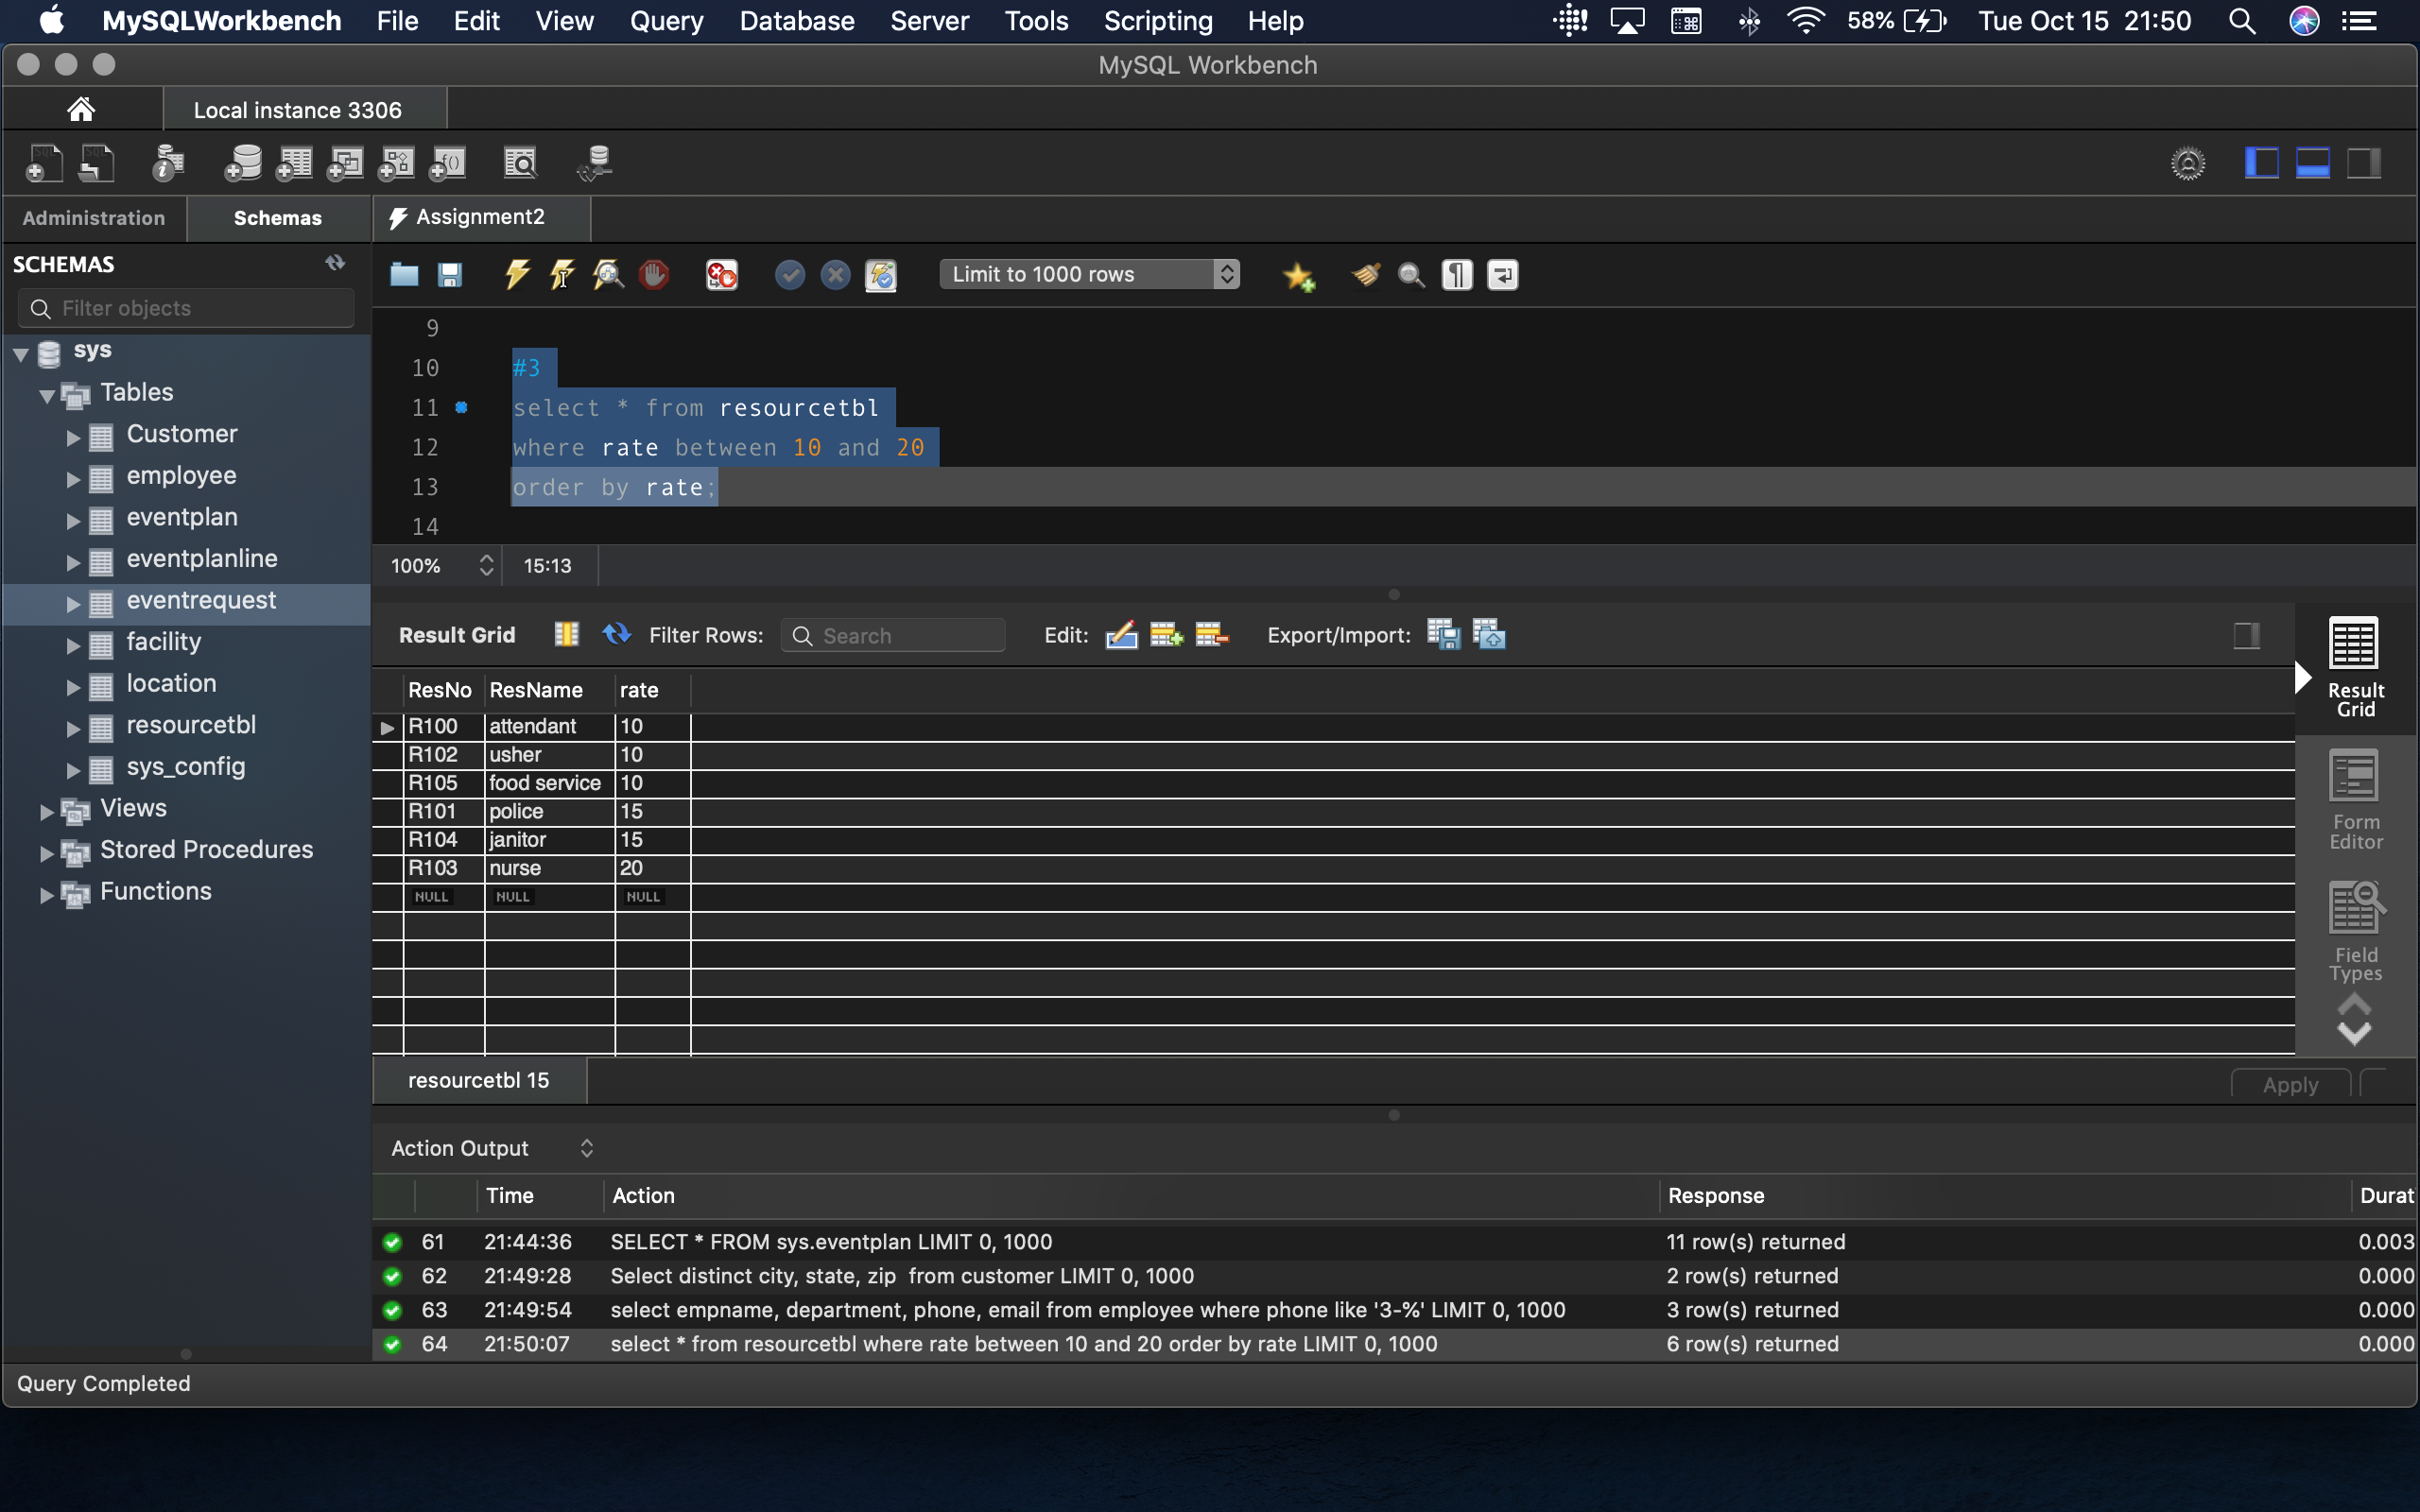 MySQLWorkbench File Edit View Query Database Server Tools Scripting Help 58% Tue Oct 15 21:50
MySQL Workbench
Local instance 3306
Administration Schemas Assignment2
SCHEMAS
Filter objects
Limit to 1000 rows
sys
Tables
Customer
employee
eventplan
eventplanline
eventrequest
facility
location
resourcetbl
sys_config
Views
Stored Procedures
Functions
9
10 #3
11 select * from resourcetbl
12 where rate between 10 and 20
13 order by rate;
14
100% 15:13
Result Grid Filter Rows: Search Edit: Export/Import:
ResNo ResName rate
R100 attendant 10
R102 usher 10
R105 food service 10
R101 police 15
R104 janitor 15
R103 nurse 20
NULL NULL NULL
Result
Grid
Form
Editor
Field
Types
resourcetbl 15 Apply
Action Output
Time Action Response Durat
61 21:44:36 SELECT * FROM sys.eventplan LIMIT 0, 1000 11 row(s) returned 0.003
62 21:49:28 Select distinct city, state, zip from customer LIMIT 0, 1000 2 row(s) returned 0.000
63 21:49:54 select empname, department, phone, email from employee where phone like '3-%' LIMIT 0, 1000 3 row(s) returned 0.000
64 21:50:07 select * from resourcetbl where rate between 10 and 20 order by rate LIMIT 0, 1000 6 row(s) returned 0.000
Query Completed